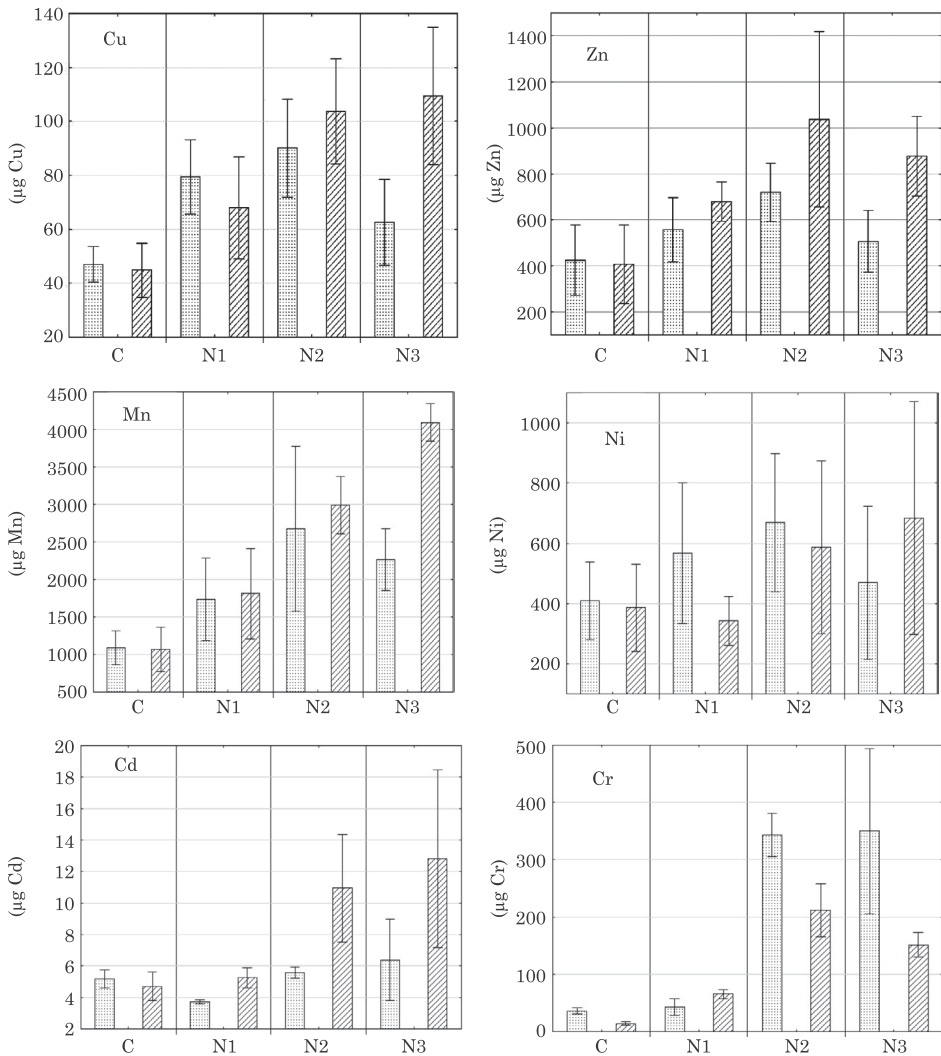 Cu
(µg Cu)
140
120
100
80
60
40
20
C N1 N2 N3
Zn
(µg Zn)
1400
1200
1000
800
600
400
200
C N1 N2 N3
Mn
(µg Mn)
4500
4000
3500
3000
2500
2000
1500
1000
500
C N1 N2 N3
Ni
(µg Ni)
1000
800
600
400
200
C N1 N2 N3
Cd
(µg Cd)
20
18
16
14
12
10
8
6
4
2
C N1 N2 N3
Cr
(µg Cr)
500
400
300
200
100
0
C N1 N2 N3